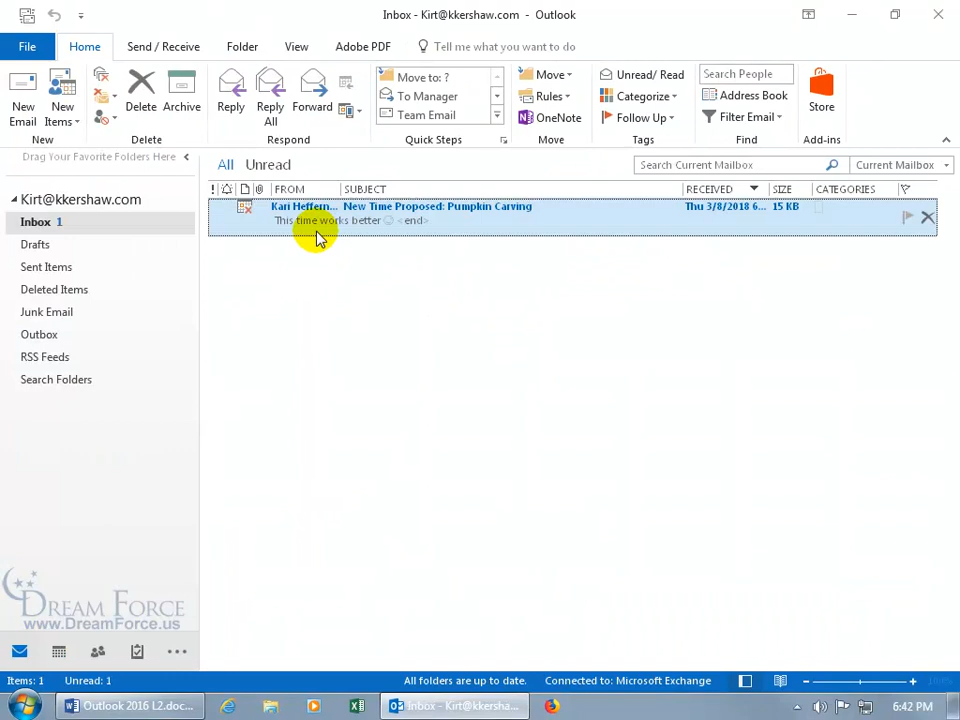 Inbox - Kirt@kkershaw.com - Outlook
File
Home
Send / Receive
Folder
View
Adobe PDF
Tell me what you want to do
New Email
New Items
Delete
Archive
Reply
Reply All
Forward
Move to: ?
To Manager
Team Email
Move
Rules
OneNote
Unread/ Read
Categorize
Follow Up
Search People
Address Book
Filter Email
Store
New
Delete
Respond
Quick Steps
Move
Tags
Find
Add-ins
Drag Your Favorite Folders Here
All
Unread
Search Current Mailbox
Current Mailbox
FROM
SUBJECT
RECEIVED
SIZE
CATEGORIES
Kari Heffern...
New Time Proposed: Pumpkin Carving
Thu 3/8/2018 6...
15 KB
This time works better ☺ <end>
Kirt@kkershaw.com
Inbox 1
Drafts
Sent Items
Deleted Items
Junk Email
Outbox
RSS Feeds
Search Folders
DREAM FORCE
www.DreamForce.us
Items: 1
Unread: 1
All folders are up to date.
Connected to: Microsoft Exchange
Outlook 2016 L2.doc...
Inbox - Kirt@kkersha...
6:42 PM